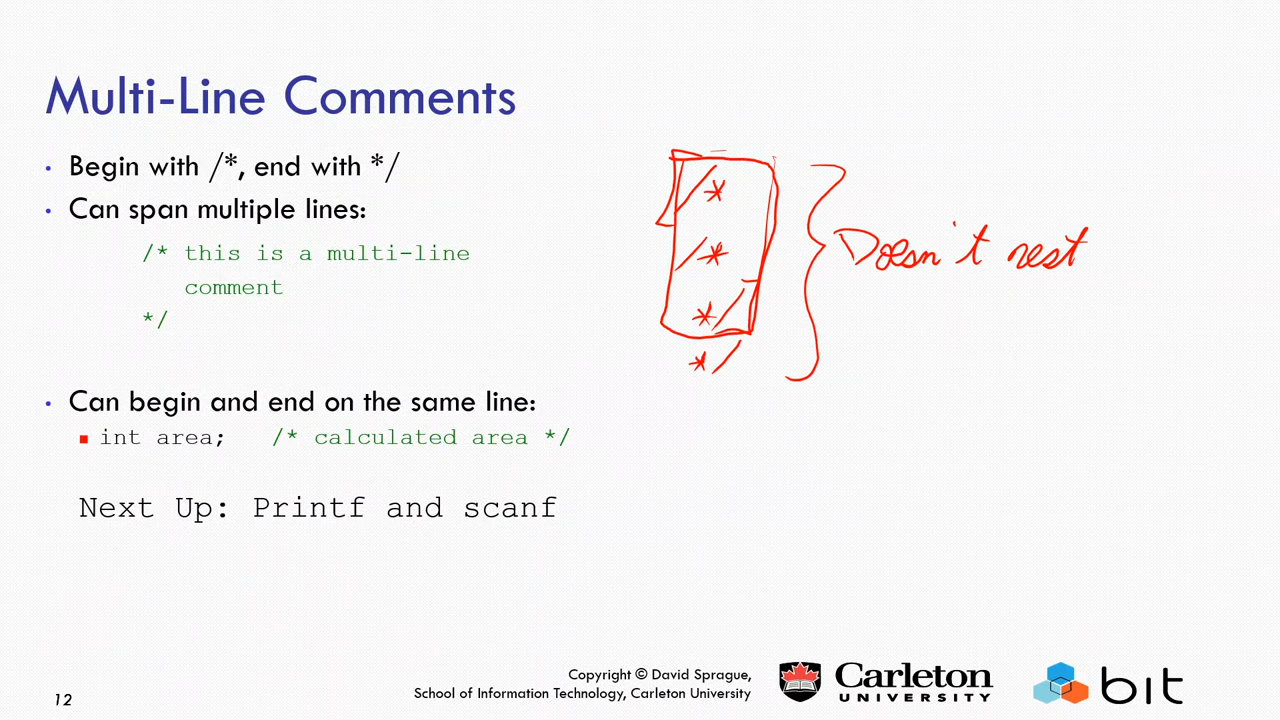 Multi-Line Comments
• Begin with /*, end with */
• Can span multiple lines:
/* this is a multi-line
comment
*/
• Can begin and end on the same line:
int area; /* calculated area */
Next Up: Printf and scanf
/*
/*
*/
*/
Doesn't nest
Copyright © David Sprague,
School of Information Technology, Carleton University
Carleton
UNIVERSITY
bit
12